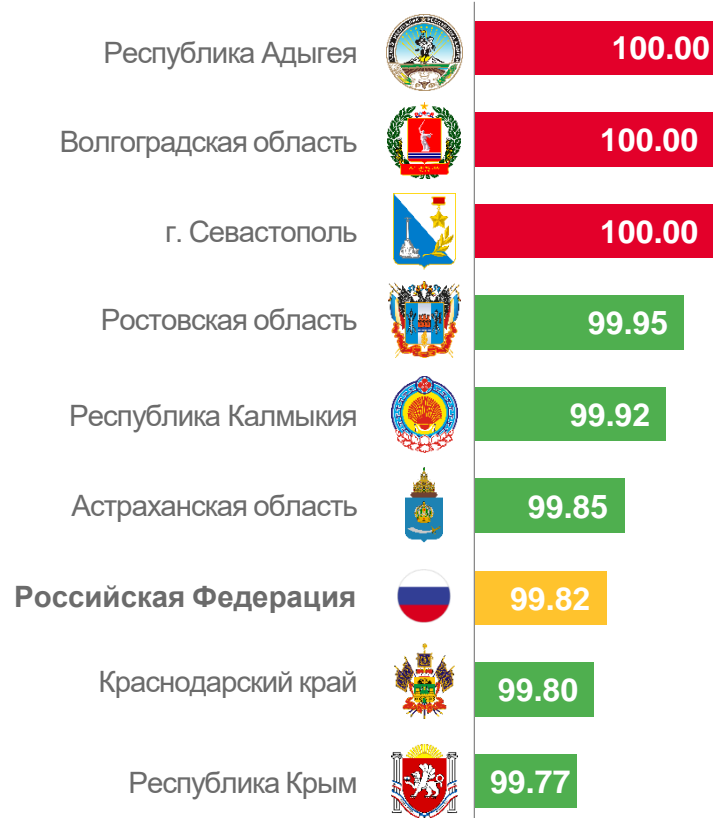 Республика Адыгея 100.00
Волгоградская область 100.00
г. Севастополь 100.00
Ростовская область 99.95
Республика Калмыкия 99.92
Астраханская область 99.85
Российская Федерация 99.82
Краснодарский край 99.80
Республика Крым 99.77